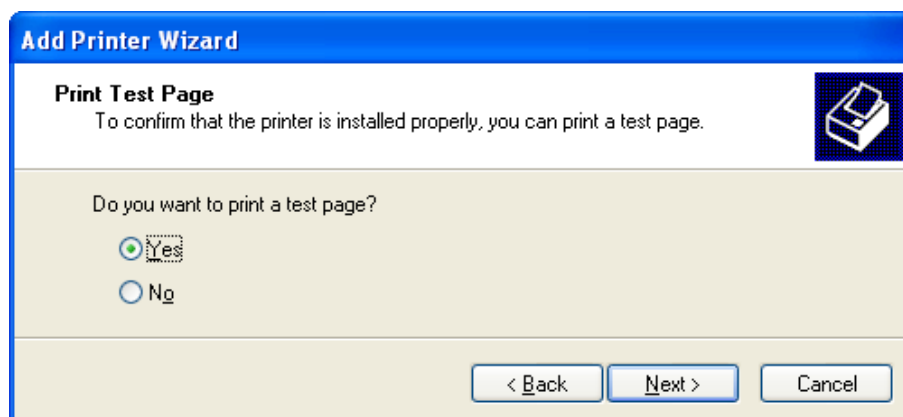 Add Printer Wizard
Print Test Page
To confirm that the printer is installed properly, you can print a test page.
Do you want to print a test page?
Yes
No
< Back Next > Cancel